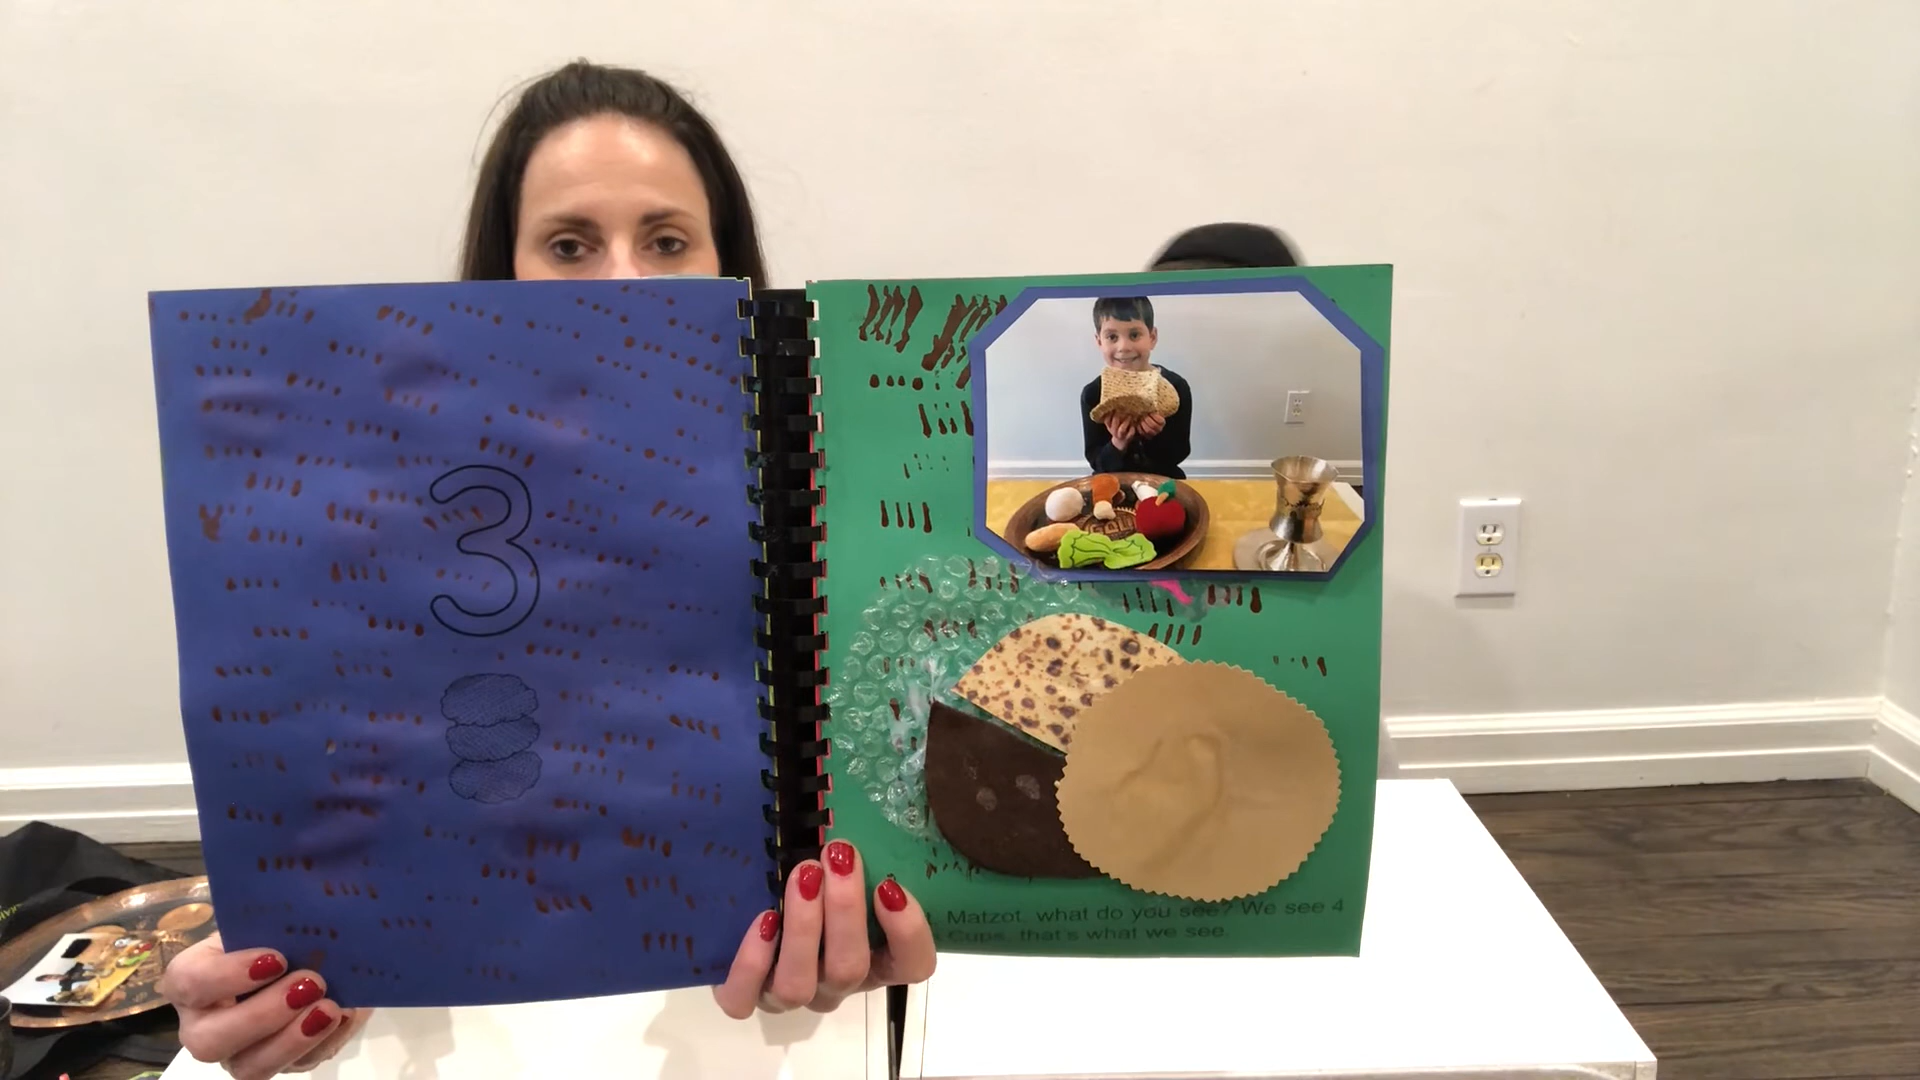 3
Matzot, what do you see? We see 4
Cups, that's what we see.